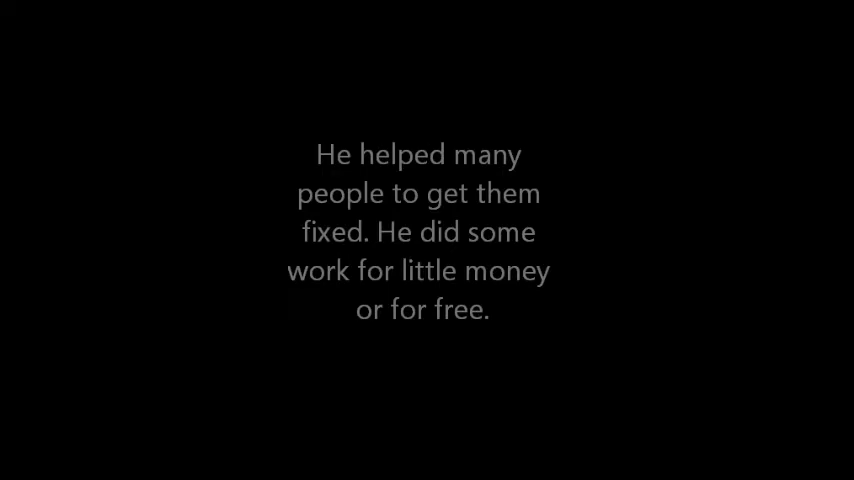 He helped many
people to get them
fixed. He did some
work for little money
or for free.